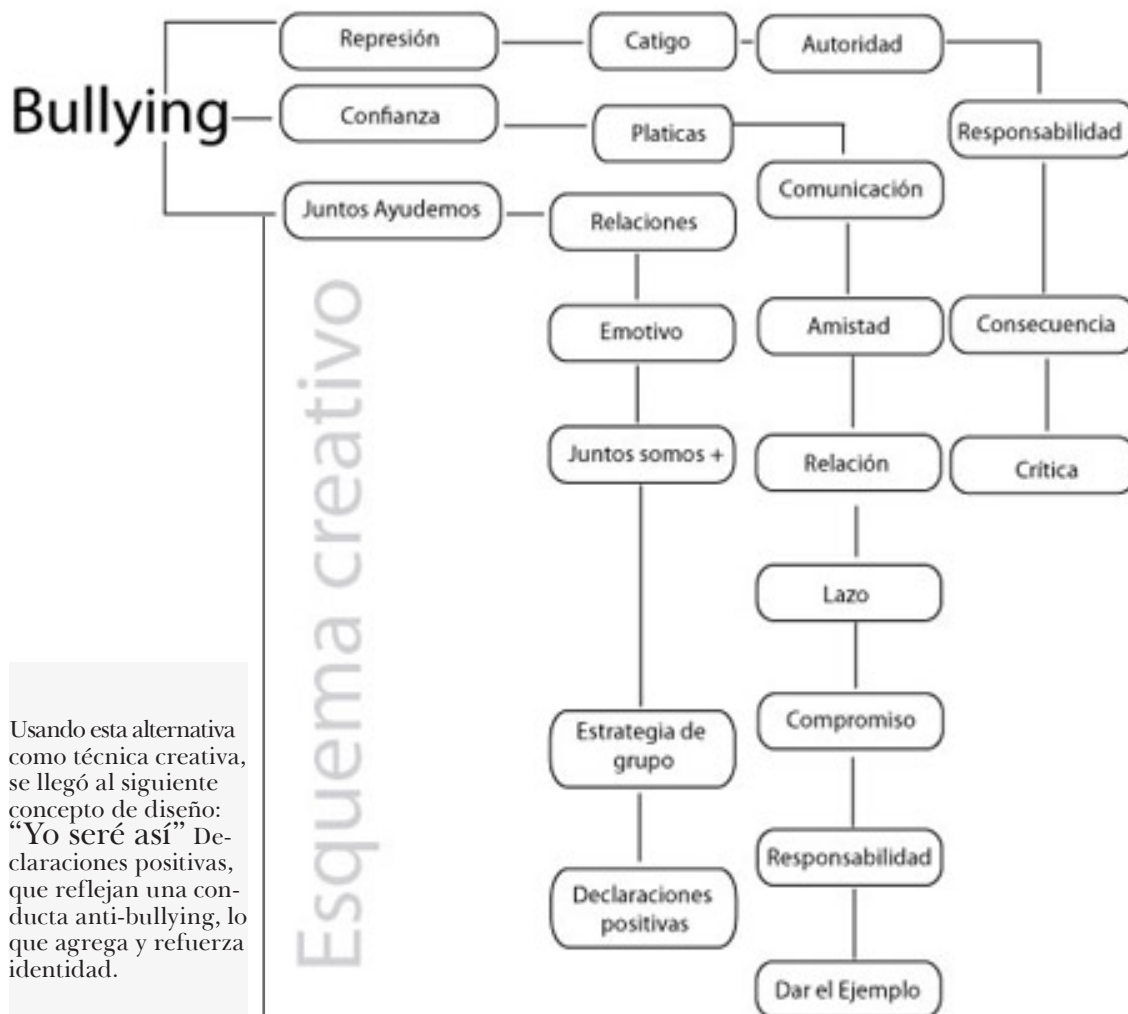 Bullying
Represión
Catigo
Autoridad
Responsabilidad
Consecuencia
Crítica
Confianza
Platicas
Comunicación
Amistad
Relación
Lazo
Compromiso
Responsabilidad
Dar el Ejemplo
Juntos Ayudemos
Relaciones
Emotivo
Juntos somos +
Estrategia de
grupo
Declaraciones
positivas
Esquema creativo
Usando esta alternativa
como técnica creativa,
se llegó al siguiente
concepto de diseño:
“Yo seré así” De-
claraciones positivas,
que reflejan una con-
ducta anti-bullying, lo
que agrega y refuerza
identidad.